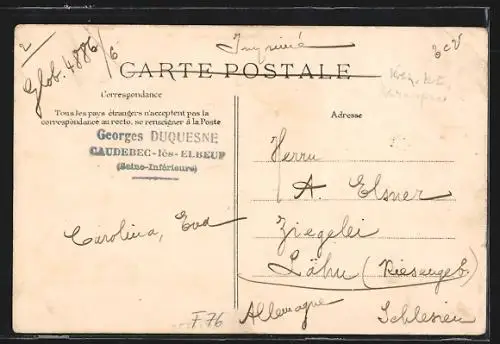 2
Glob. 4886/6
Imprimé
CARTE POSTALE
Correspondance
Tous les pays étrangers n'acceptent pas la
correspondance au recto, se renseigner à la Poste
Georges DUQUESNE
CAUDEBEC-lès-ELBEUF
(Seine-Inférieure)
Carolina, Eva
F.76
Adresse
Herrn
A. Elsner
Ziegelei
Lähn (Riesengeb.)
Allemagne Schlesien